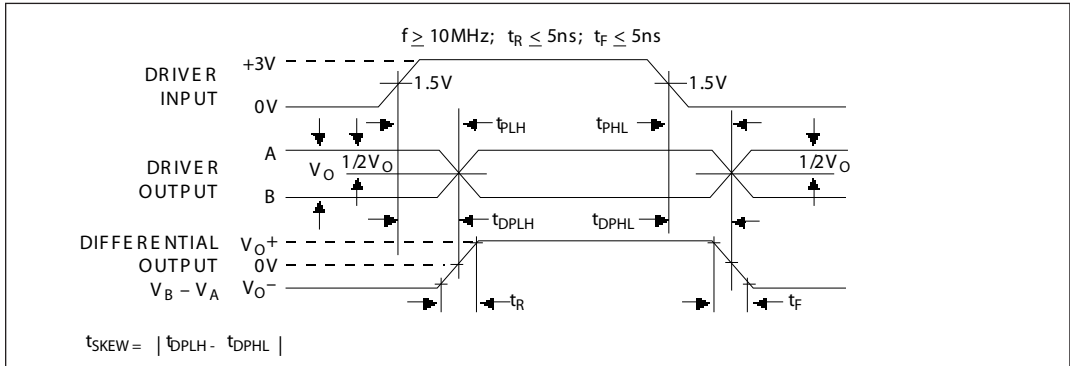 f ≥ 10MHz; tR ≤ 5ns; tF ≤ 5ns
+3V
DRIVER
INPUT
1.5V
1.5V
0V
tPLH
tPHL
A
DRIVER
OUTPUT
VO
1/2VO
1/2VO
B
tDPLH
tDPHL
DIFFERENTIAL
OUTPUT
VB – VA
VO+
0V
VO–
tR
tF
tSKEW = | tDPLH - tDPHL |